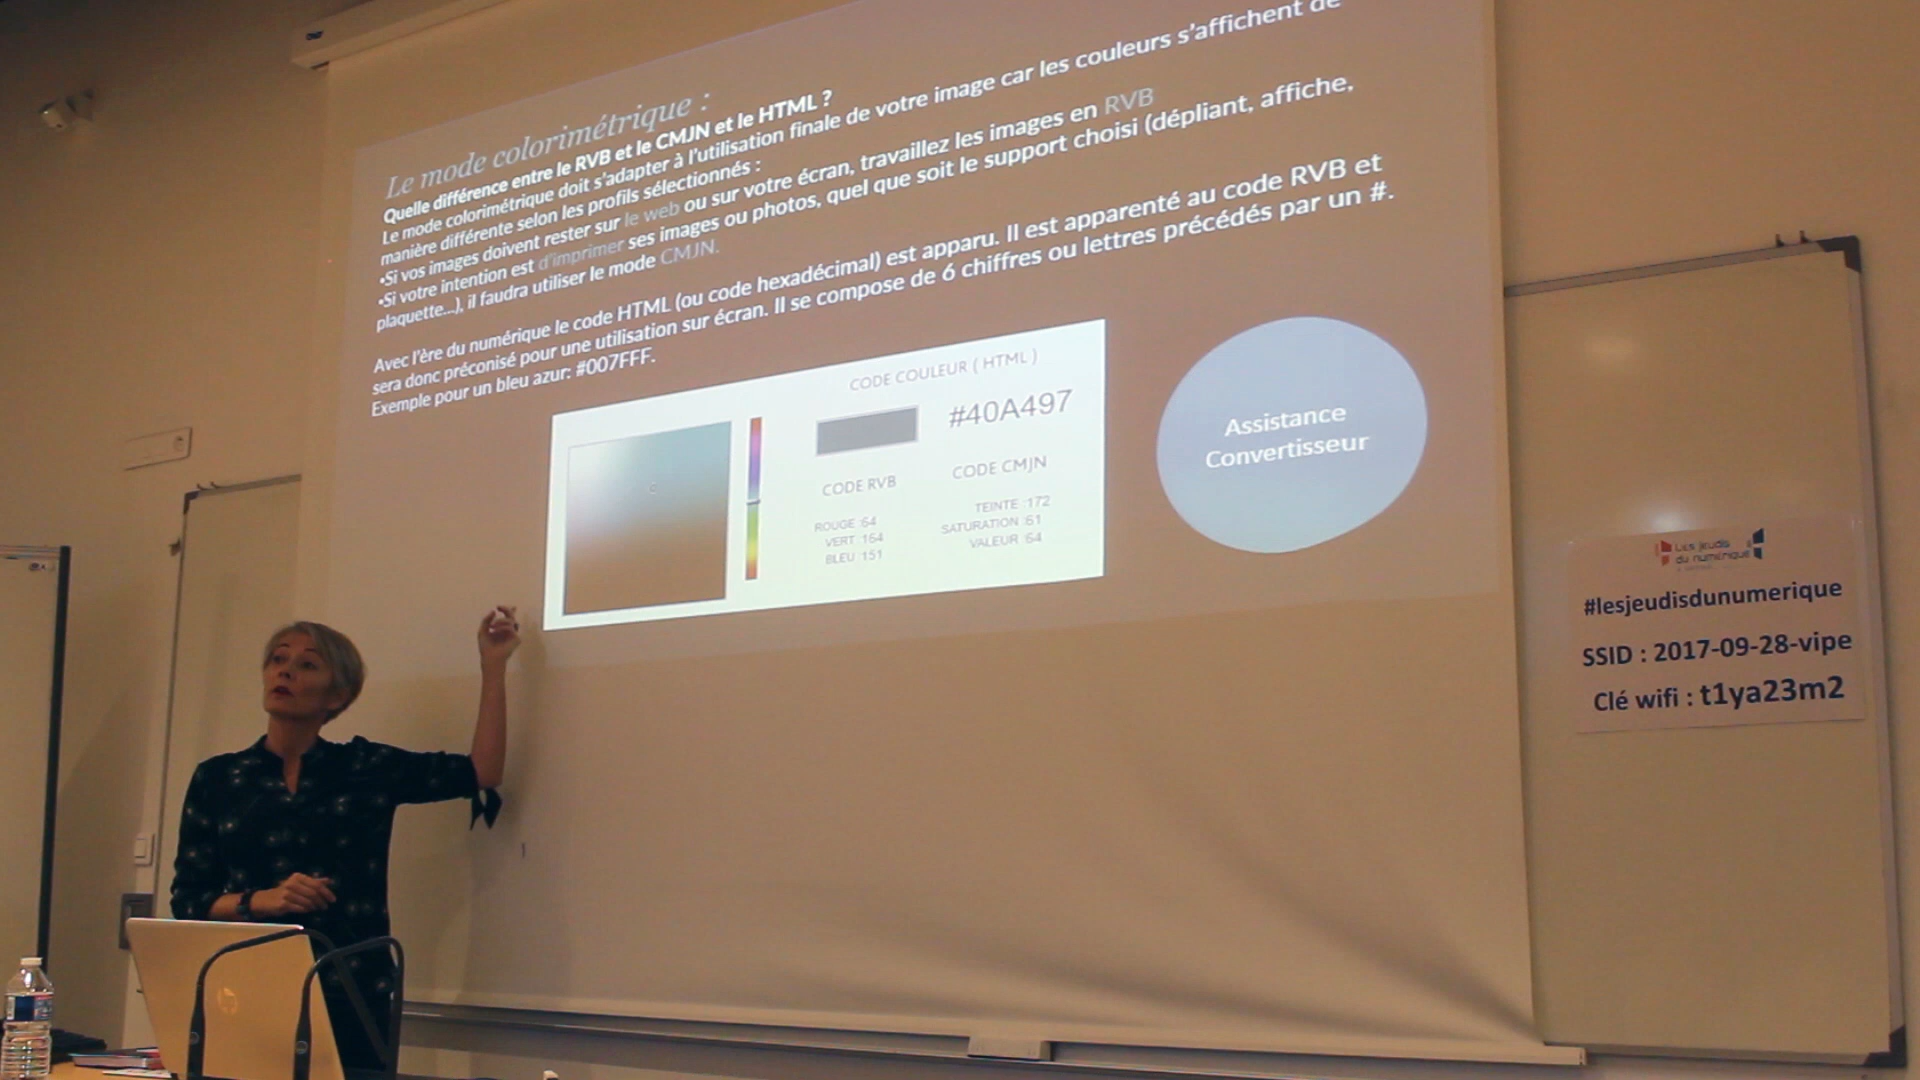 Le mode colorimétrique :
Quelle différence entre le RVB et le CMJN et le HTML ?
Le mode colorimétrique doit s'adapter à l'utilisation finale de votre image car les couleurs s'affichent de
manière différente selon les profils sélectionnés :
•Si vos images doivent rester sur le web ou sur votre écran, travaillez les images en RVB
•Si votre intention est d'imprimer ses images ou photos, quel que soit le support choisi (dépliant, affiche,
plaquette...), il faudra utiliser le mode CMJN.
Avec l'ère du numérique le code HTML (ou code hexadécimal) est apparu. Il est apparenté au code RVB et
sera donc préconisé pour une utilisation sur écran. Il se compose de 6 chiffres ou lettres précédés par un #.
Exemple pour un bleu azur: #007FFF.
CODE COULEUR ( HTML )
#40A497
CODE RVB
ROUGE :64
VERT :164
BLEU :151
CODE CMJN
TEINTE :172
SATURATION :61
VALEUR :64
Assistance
Convertisseur
Les jeudis
du numérique
#lesjeudisdunumerique
SSID : 2017-09-28-vipe
Clé wifi : t1ya23m2